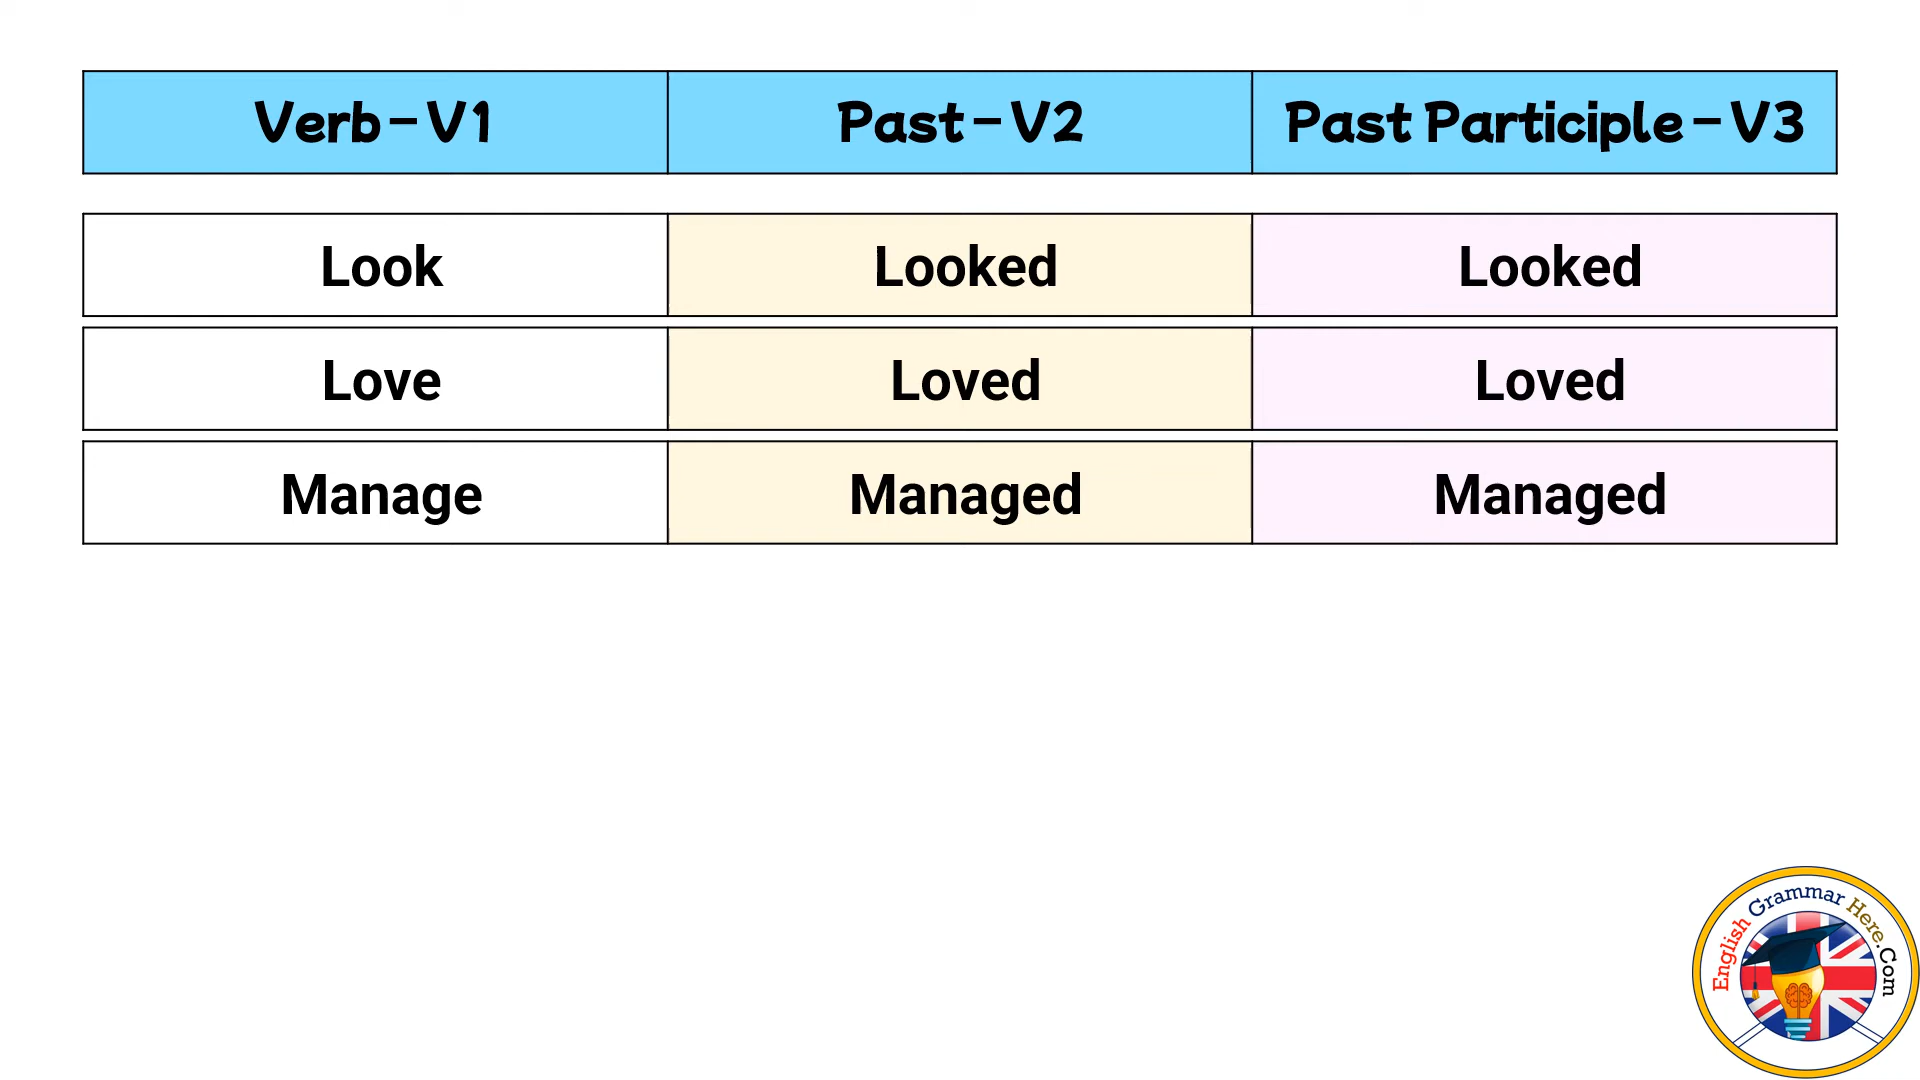 Verb – V1 Past – V2 Past Participle – V3
Look Looked Looked
Love Loved Loved
Manage Managed Managed
English Grammar Here.Com